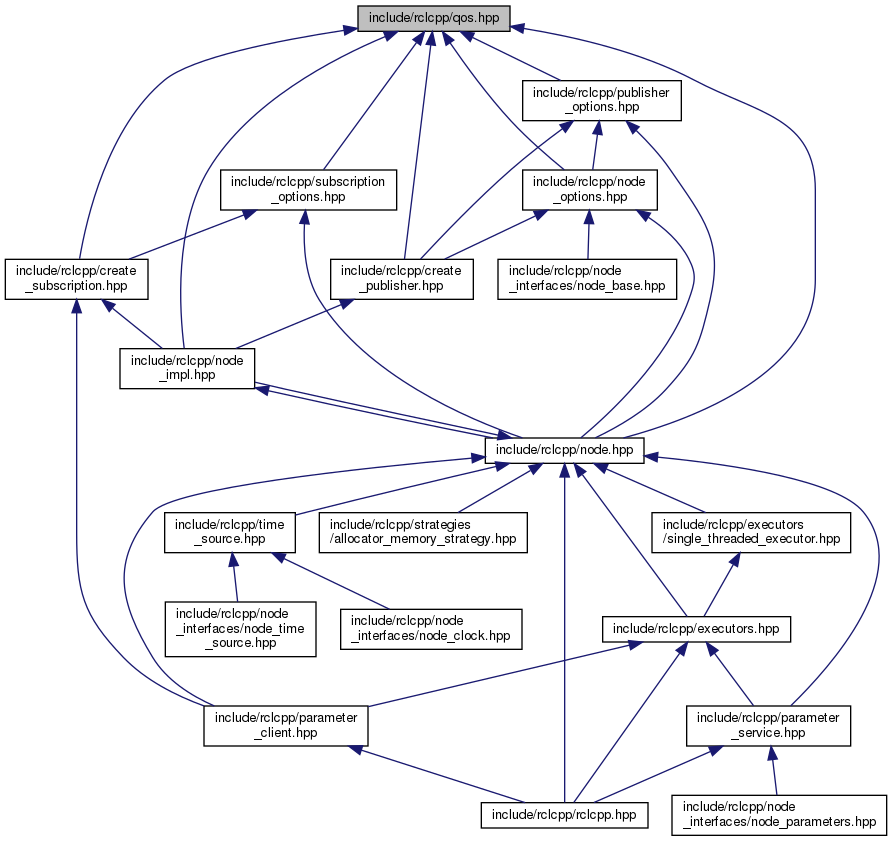 include/rclcpp/qos.hpp
include/rclcpp/publisher
_options.hpp
include/rclcpp/subscription
_options.hpp
include/rclcpp/node
_options.hpp
include/rclcpp/create
_subscription.hpp
include/rclcpp/create
_publisher.hpp
include/rclcpp/node
_interfaces/node_base.hpp
include/rclcpp/node
_impl.hpp
include/rclcpp/node.hpp
include/rclcpp/time
_source.hpp
include/rclcpp/strategies
/allocator_memory_strategy.hpp
include/rclcpp/executors
/single_threaded_executor.hpp
include/rclcpp/node
_interfaces/node_time
_source.hpp
include/rclcpp/node
_interfaces/node_clock.hpp
include/rclcpp/executors.hpp
include/rclcpp/parameter
_client.hpp
include/rclcpp/parameter
_service.hpp
include/rclcpp/rclcpp.hpp
include/rclcpp/node
_interfaces/node_parameters.hpp